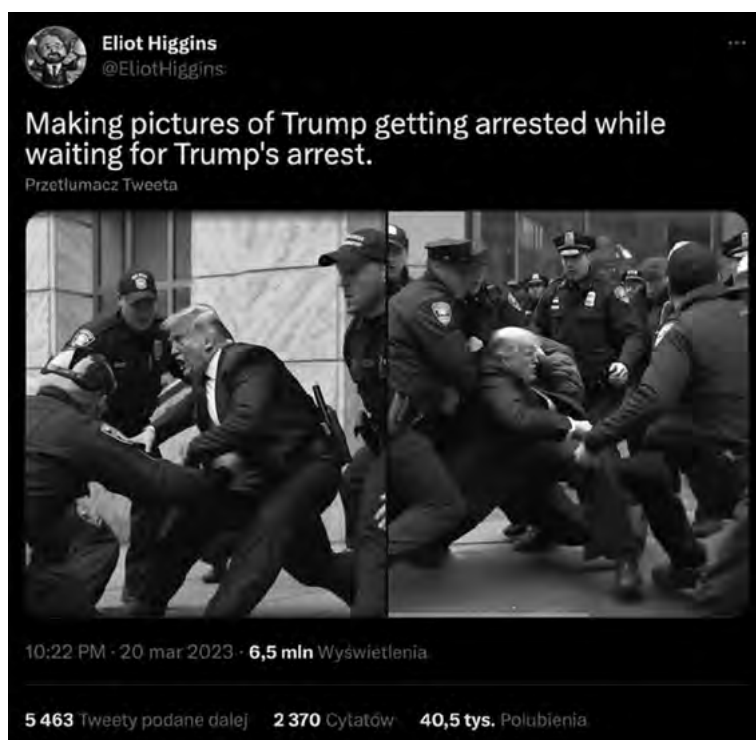 Eliot Higgins
@EliotHiggins
Making pictures of Trump getting arrested while
waiting for Trump's arrest.
Przetłumacz Tweeta
10:22 PM · 20 mar 2023 · 6,5 mln Wyświetlenia
5 463 Tweety podane dalej 2 370 Cytatów 40,5 tys. Polubienia